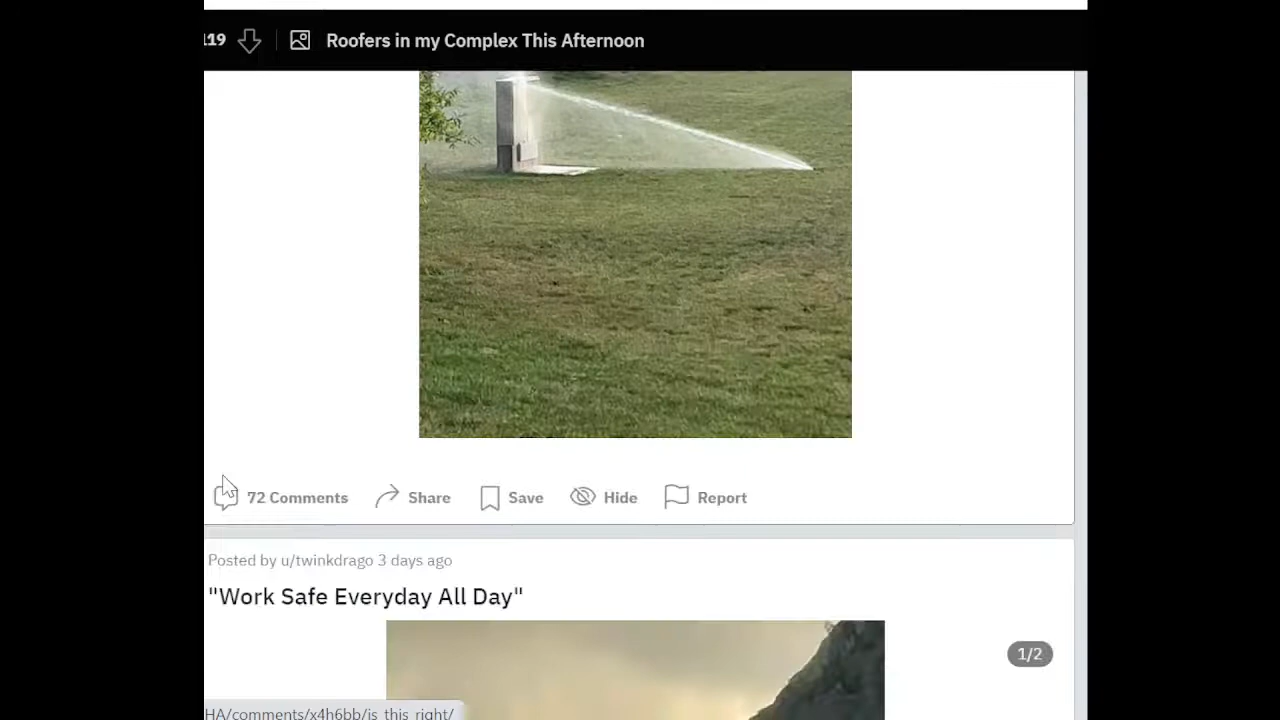 119 Roofers in my Complex This Afternoon
72 Comments Share Save Hide Report
Posted by u/twinkdrago 3 days ago
"Work Safe Everyday All Day"
1/2
HA/comments/x4h6bb/is_this_right/